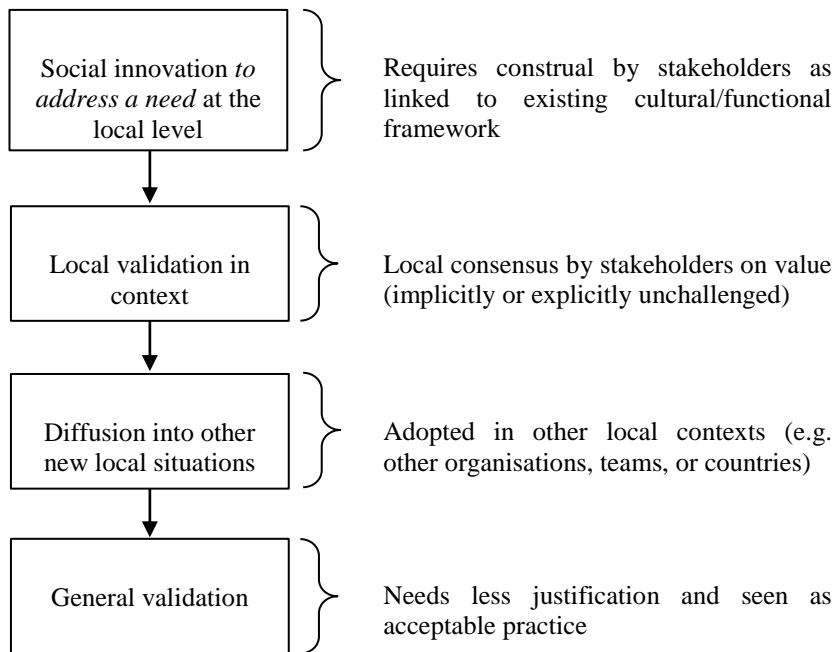 Social innovation to
address a need at the
local level
Requires construal by stakeholders as
linked to existing cultural/functional
framework
Local validation in
context
Local consensus by stakeholders on value
(implicitly or explicitly unchallenged)
Diffusion into other
new local situations
Adopted in other local contexts (e.g.
other organisations, teams, or countries)
General validation
Needs less justification and seen as
acceptable practice